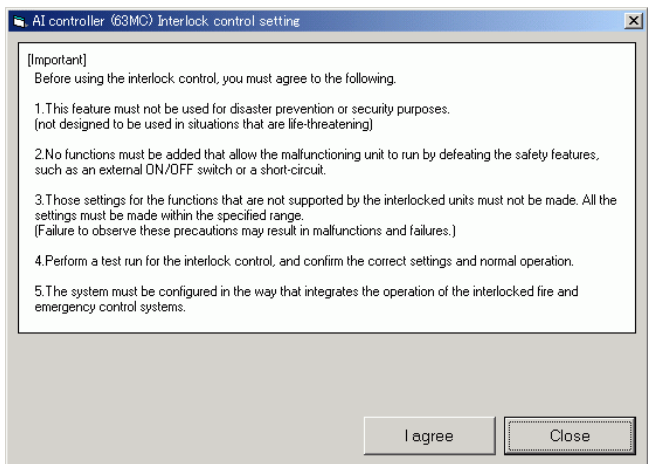 AI controller (63MC) Interlock control setting
[Important]
Before using the interlock control, you must agree to the following.
1.This feature must not be used for disaster prevention or security purposes.
(not designed to be used in situations that are life-threatening)
2.No functions must be added that allow the malfunctioning unit to run by defeating the safety features,
such as an external ON/OFF switch or a short-circuit.
3.Those settings for the functions that are not supported by the interlocked units must not be made. All the
settings must be made within the specified range.
(Failure to observe these precautions may result in malfunctions and failures.)
4.Perform a test run for the interlock control, and confirm the correct settings and normal operation.
5.The system must be configured in the way that integrates the operation of the interlocked fire and
emergency control systems.
I agree
Close